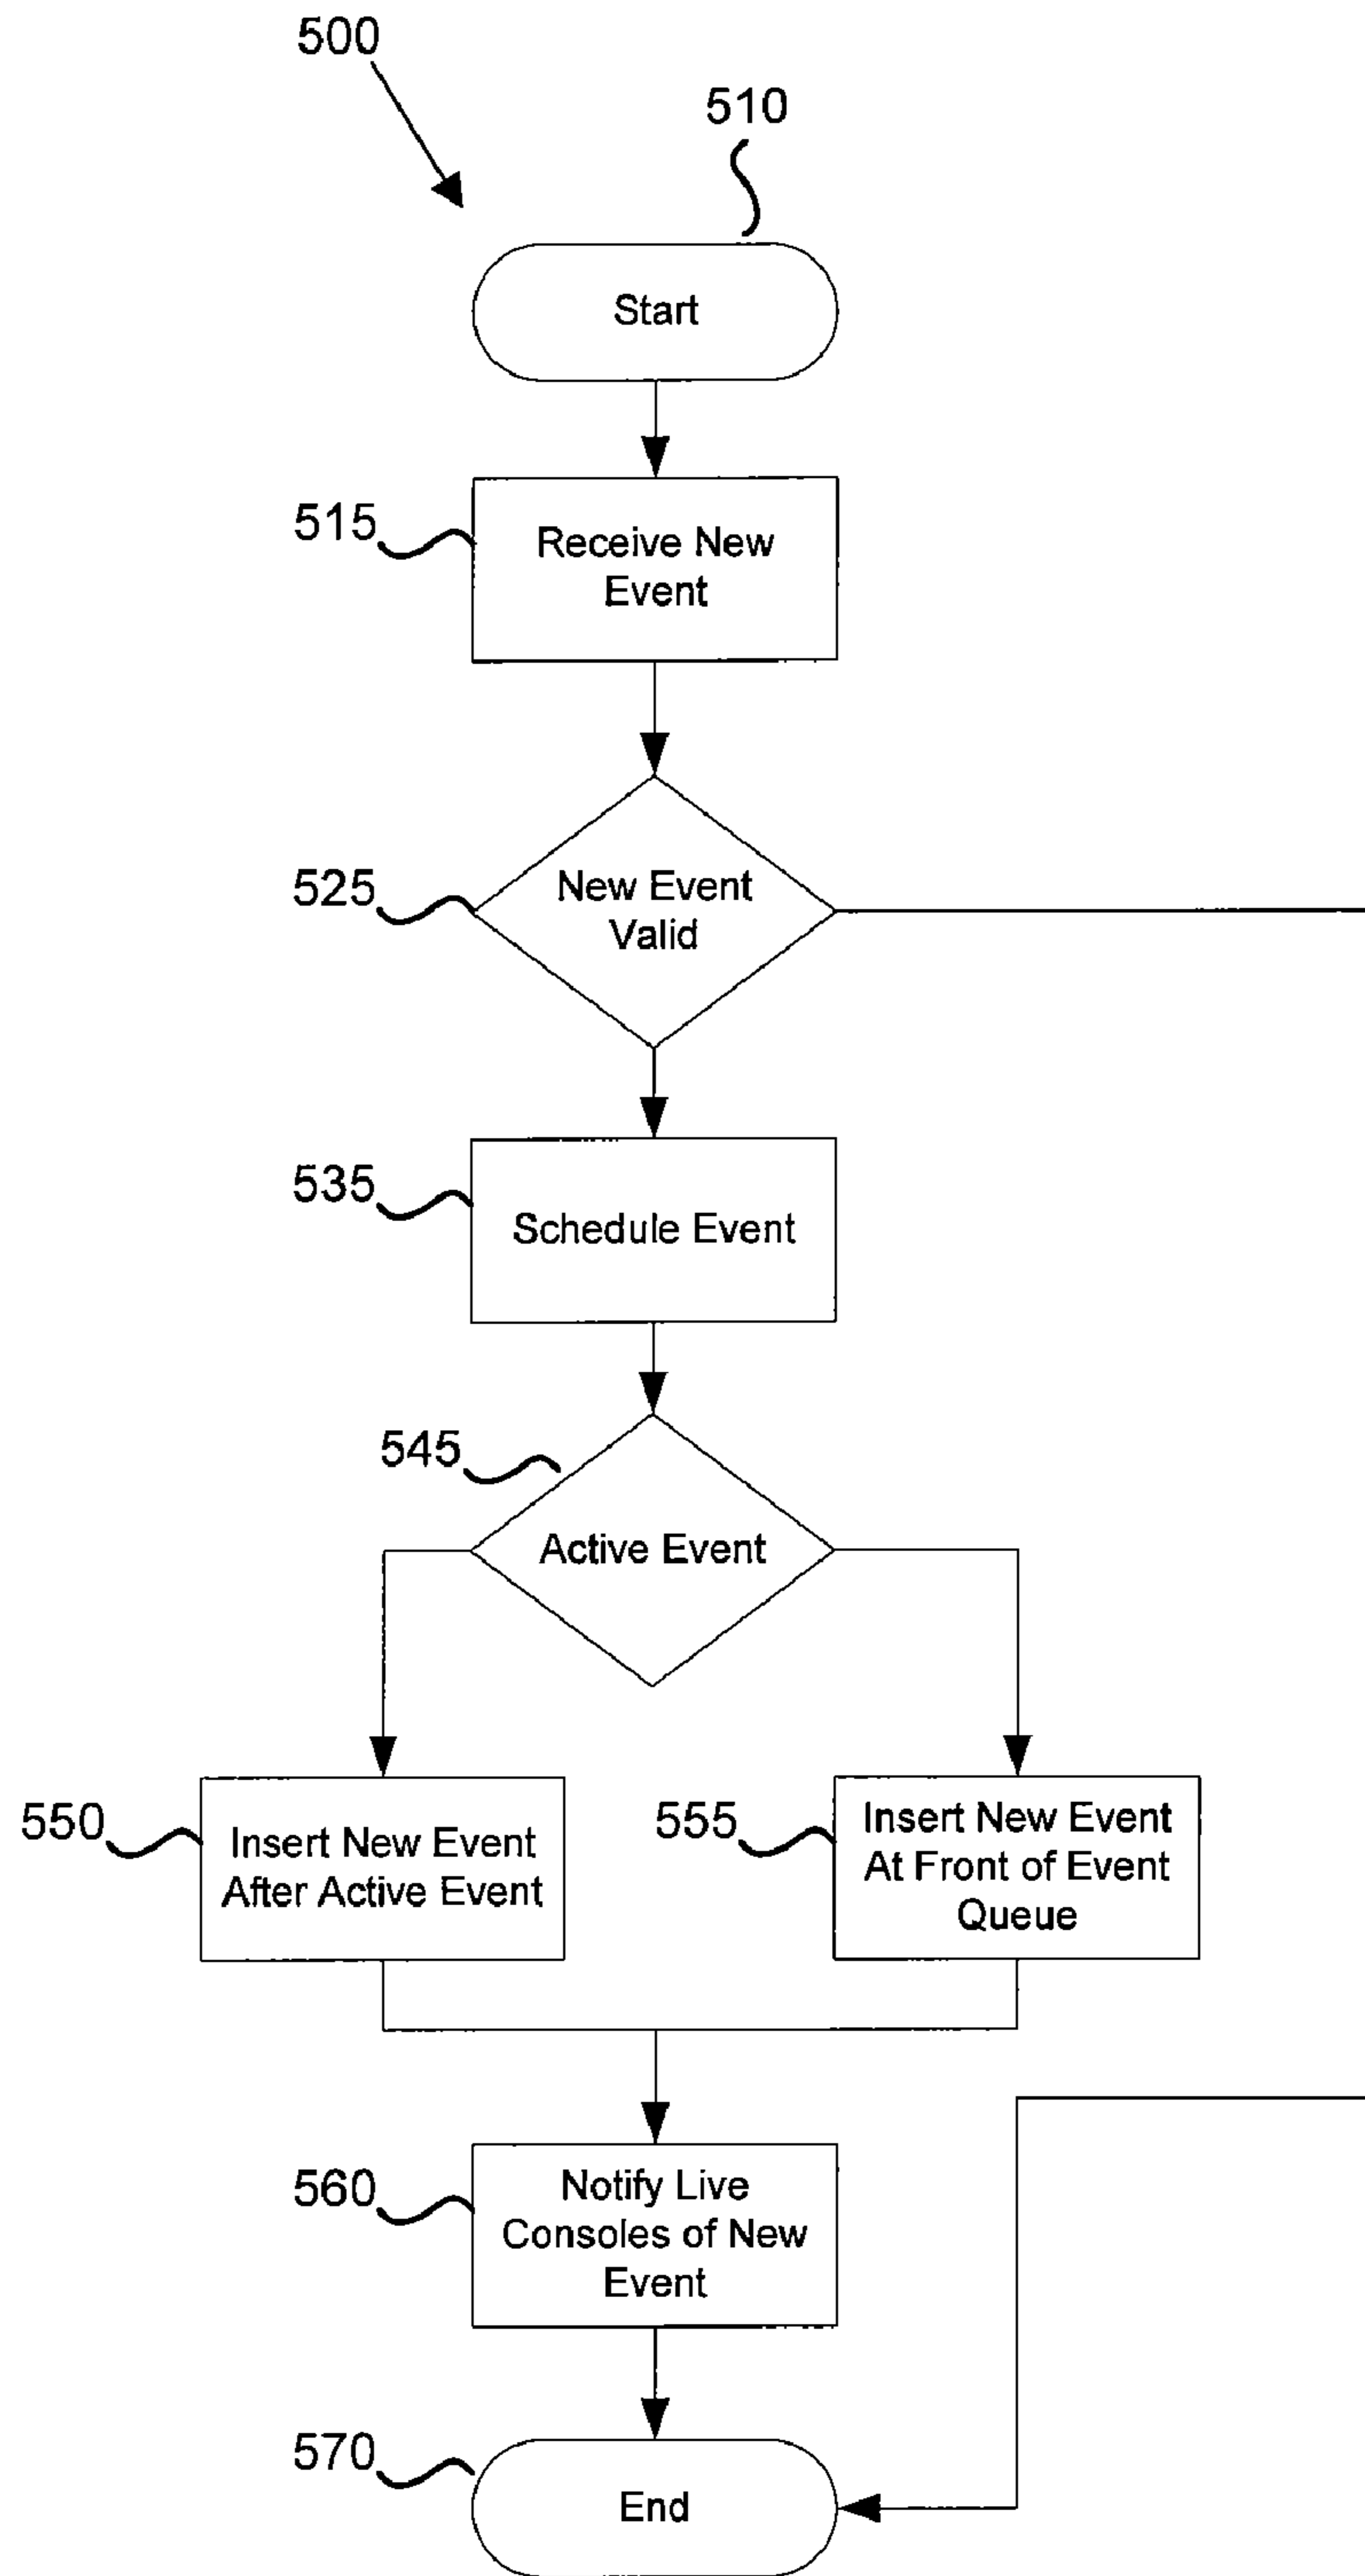 500
510
Start
515
Receive New
Event
525
New Event
Valid
535
Schedule Event
545
Active Event
550
Insert New Event
After Active Event
555
Insert New Event
At Front of Event
Queue
560
Notify Live
Consoles of New
Event
570
End